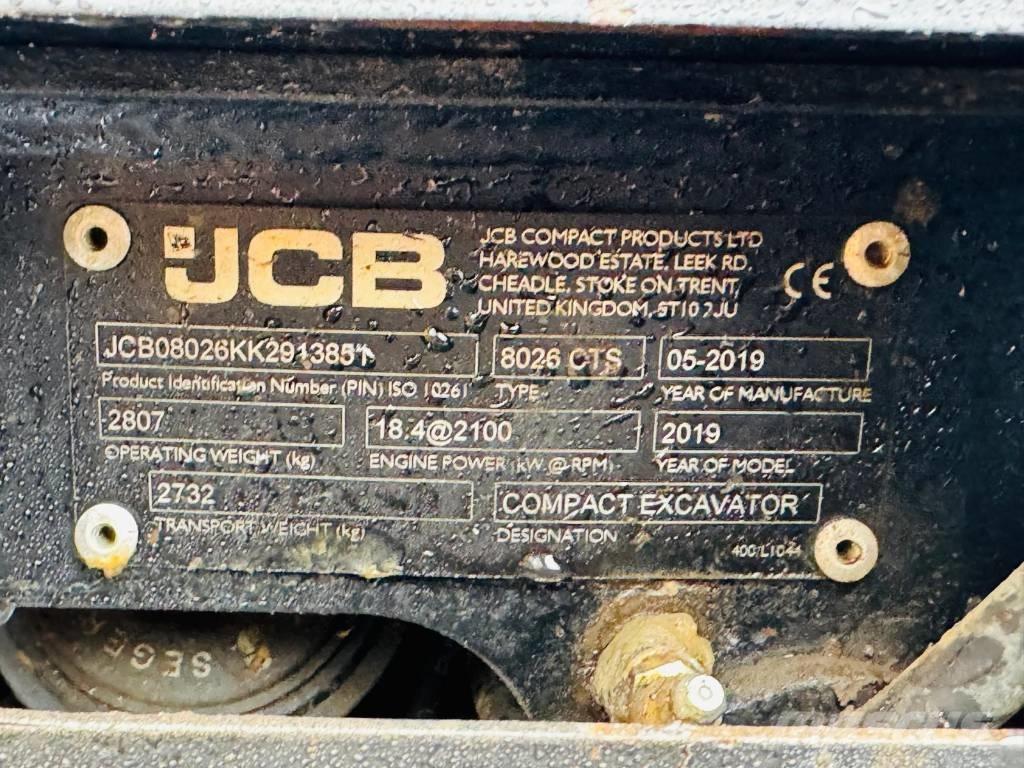 JCB
JCB COMPACT PRODUCTS LTD
HAREWOOD ESTATE, LEEK RD,
CHEADLE, STOKE ON TRENT,
UNITED KINGDOM, ST10 2JU
CE
JCB08026KK2913851
8026 CTS
05-2019
Product Identification Number (PIN) ISO 10261
TYPE
YEAR OF MANUFACTURE
2807
18.4@2100
2019
OPERATING WEIGHT (kg)
ENGINE POWER (kW @ RPM)
YEAR OF MODEL
2732
COMPACT EXCAVATOR
TRANSPORT WEIGHT (kg)
DESIGNATION
400/L1044
MASCUS